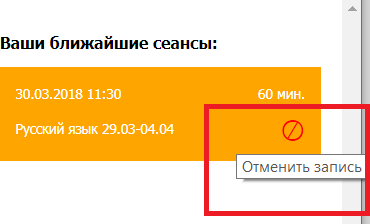 Ваши ближайшие сеансы:
30.03.2018 11:30 60 мин.
Русский язык 29.03-04.04
Отменить запись